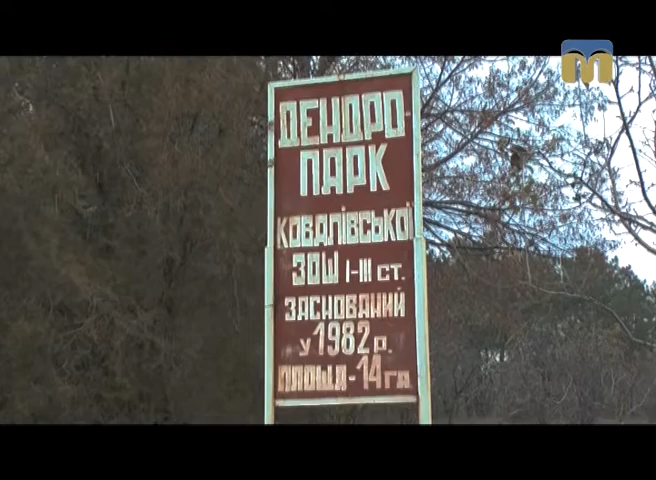 ДЕНДРО-
ПАРК
КОВАЛІВСЬКОЇ
ЗОШ І-ІІІ СТ.
ЗАСНОВАНИЙ
у 1982 р.
ПЛОЩА-14 га